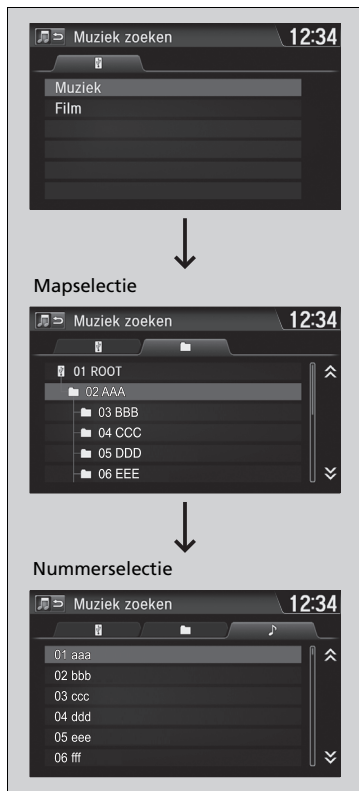 Muziek zoeken 12:34
Muziek
Film
Mapselectie
Muziek zoeken 12:34
01 ROOT
02 AAA
03 BBB
04 CCC
05 DDD
06 EEE
Nummerselectie
Muziek zoeken 12:34
01 aaa
02 bbb
03 ccc
04 ddd
05 eee
06 fff